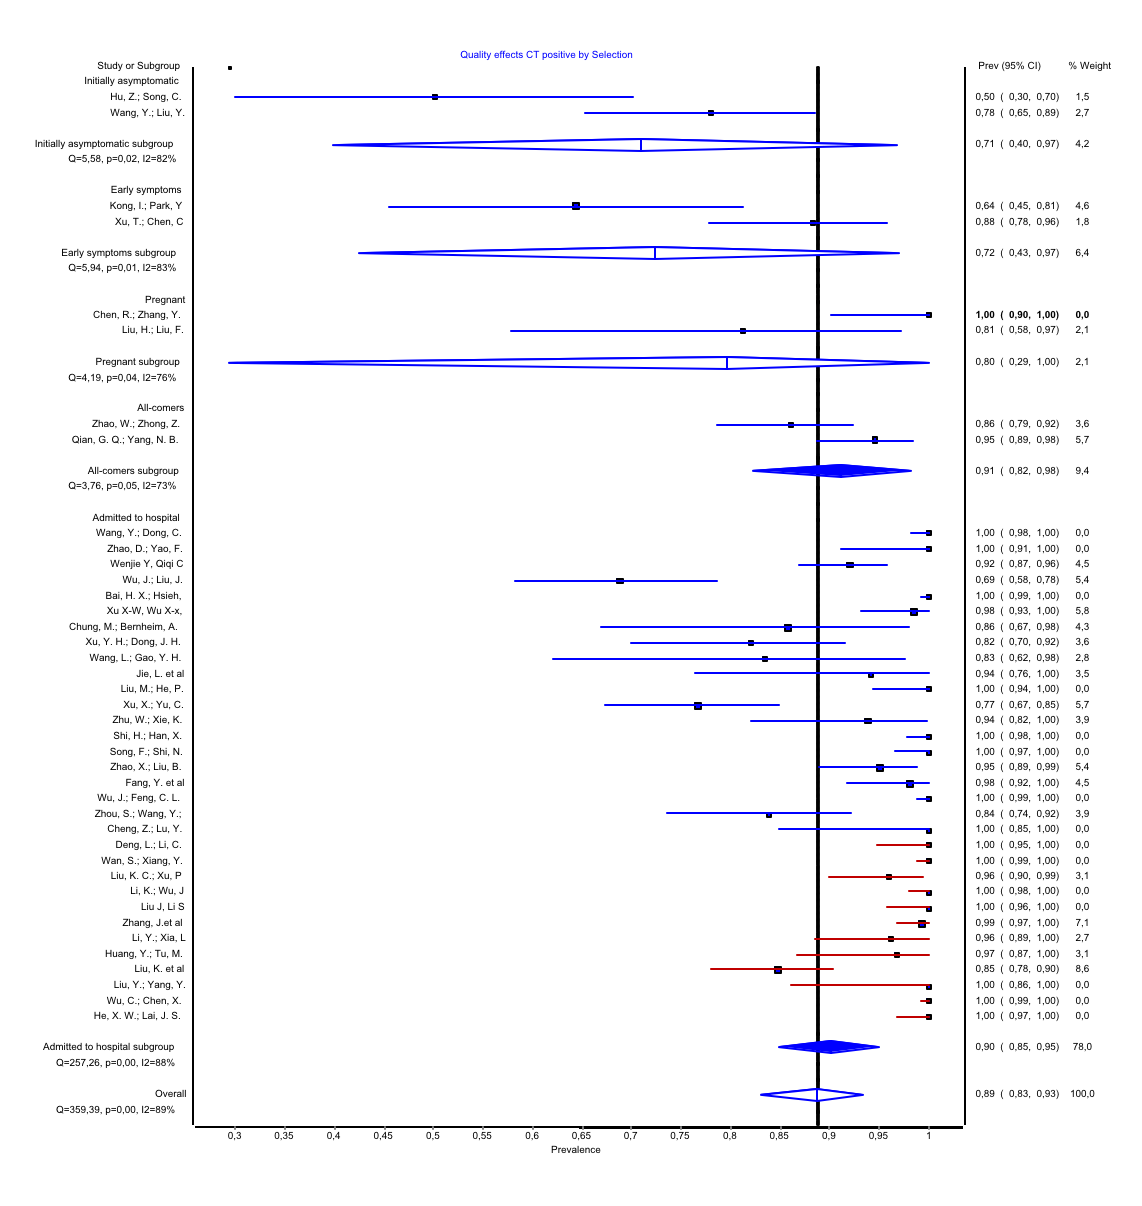 Quality effects CT positive by Selection
Study or Subgroup Prev (95% CI) % Weight
Initially asymptomatic
Hu, Z.; Song, C. 0,50 ( 0,30, 0,70) 1,5
Wang, Y.; Liu, Y. 0,78 ( 0,65, 0,89) 2,7
Initially asymptomatic subgroup 0,71 ( 0,40, 0,97) 4,2
Q=5,58, p=0,02, I2=82%
Early symptoms
Kong, I.; Park, Y 0,64 ( 0,45, 0,81) 4,6
Xu, T.; Chen, C 0,88 ( 0,78, 0,96) 1,8
Early symptoms subgroup 0,72 ( 0,43, 0,97) 6,4
Q=5,94, p=0,01, I2=83%
Pregnant
Chen, R.; Zhang, Y. 1,00 ( 0,90, 1,00) 0,0
Liu, H.; Liu, F. 0,81 ( 0,58, 0,97) 2,1
Pregnant subgroup 0,80 ( 0,29, 1,00) 2,1
Q=4,19, p=0,04, I2=76%
All-comers
Zhao, W.; Zhong, Z. 0,86 ( 0,79, 0,92) 3,6
Qian, G. Q.; Yang, N. B. 0,95 ( 0,89, 0,98) 5,7
All-comers subgroup 0,91 ( 0,82, 0,98) 9,4
Q=3,76, p=0,05, I2=73%
Admitted to hospital
Wang, Y.; Dong, C. 1,00 ( 0,98, 1,00) 0,0
Zhao, D.; Yao, F. 1,00 ( 0,91, 1,00) 0,0
Wenjie Y, Qiqi C 0,92 ( 0,87, 0,96) 4,5
Wu, J.; Liu, J. 0,69 ( 0,58, 0,78) 5,4
Bai, H. X.; Hsieh, 1,00 ( 0,99, 1,00) 0,0
Xu X-W, Wu X-x, 0,98 ( 0,93, 1,00) 5,8
Chung, M.; Bernheim, A. 0,86 ( 0,67, 0,98) 4,3
Xu, Y. H.; Dong, J. H. 0,82 ( 0,70, 0,92) 3,6
Wang, L.; Gao, Y. H. 0,83 ( 0,62, 0,98) 2,8
Jie, L. et al 0,94 ( 0,76, 1,00) 3,5
Liu, M.; He, P. 1,00 ( 0,94, 1,00) 0,0
Xu, X.; Yu, C. 0,77 ( 0,67, 0,85) 5,7
Zhu, W.; Xie, K. 0,94 ( 0,82, 1,00) 3,9
Shi, H.; Han, X. 1,00 ( 0,98, 1,00) 0,0
Song, F.; Shi, N. 1,00 ( 0,97, 1,00) 0,0
Zhao, X.; Liu, B. 0,95 ( 0,89, 0,99) 5,4
Fang, Y. et al 0,98 ( 0,92, 1,00) 4,5
Wu, J.; Feng, C. L. 1,00 ( 0,99, 1,00) 0,0
Zhou, S.; Wang, Y.; 0,84 ( 0,74, 0,92) 3,9
Cheng, Z.; Lu, Y. 1,00 ( 0,85, 1,00) 0,0
Deng, L.; Li, C. 1,00 ( 0,95, 1,00) 0,0
Wan, S.; Xiang, Y. 1,00 ( 0,99, 1,00) 0,0
Liu, K. C.; Xu, P 0,96 ( 0,90, 0,99) 3,1
Li, K.; Wu, J 1,00 ( 0,98, 1,00) 0,0
Liu J, Li S 1,00 ( 0,96, 1,00) 0,0
Zhang, J.et al 0,99 ( 0,97, 1,00) 7,1
Li, Y.; Xia, L 0,96 ( 0,89, 1,00) 2,7
Huang, Y.; Tu, M. 0,97 ( 0,87, 1,00) 3,1
Liu, K. et al 0,85 ( 0,78, 0,90) 8,6
Liu, Y.; Yang, Y. 1,00 ( 0,86, 1,00) 0,0
Wu, C.; Chen, X. 1,00 ( 0,99, 1,00) 0,0
He, X. W.; Lai, J. S. 1,00 ( 0,97, 1,00) 0,0
Admitted to hospital subgroup 0,90 ( 0,85, 0,95) 78,0
Q=257,26, p=0,00, I2=88%
Overall 0,89 ( 0,83, 0,93) 100,0
Q=359,39, p=0,00, I2=89%
0,3 0,35 0,4 0,45 0,5 0,55 0,6 0,65 0,7 0,75 0,8 0,85 0,9 0,95 1
Prevalence